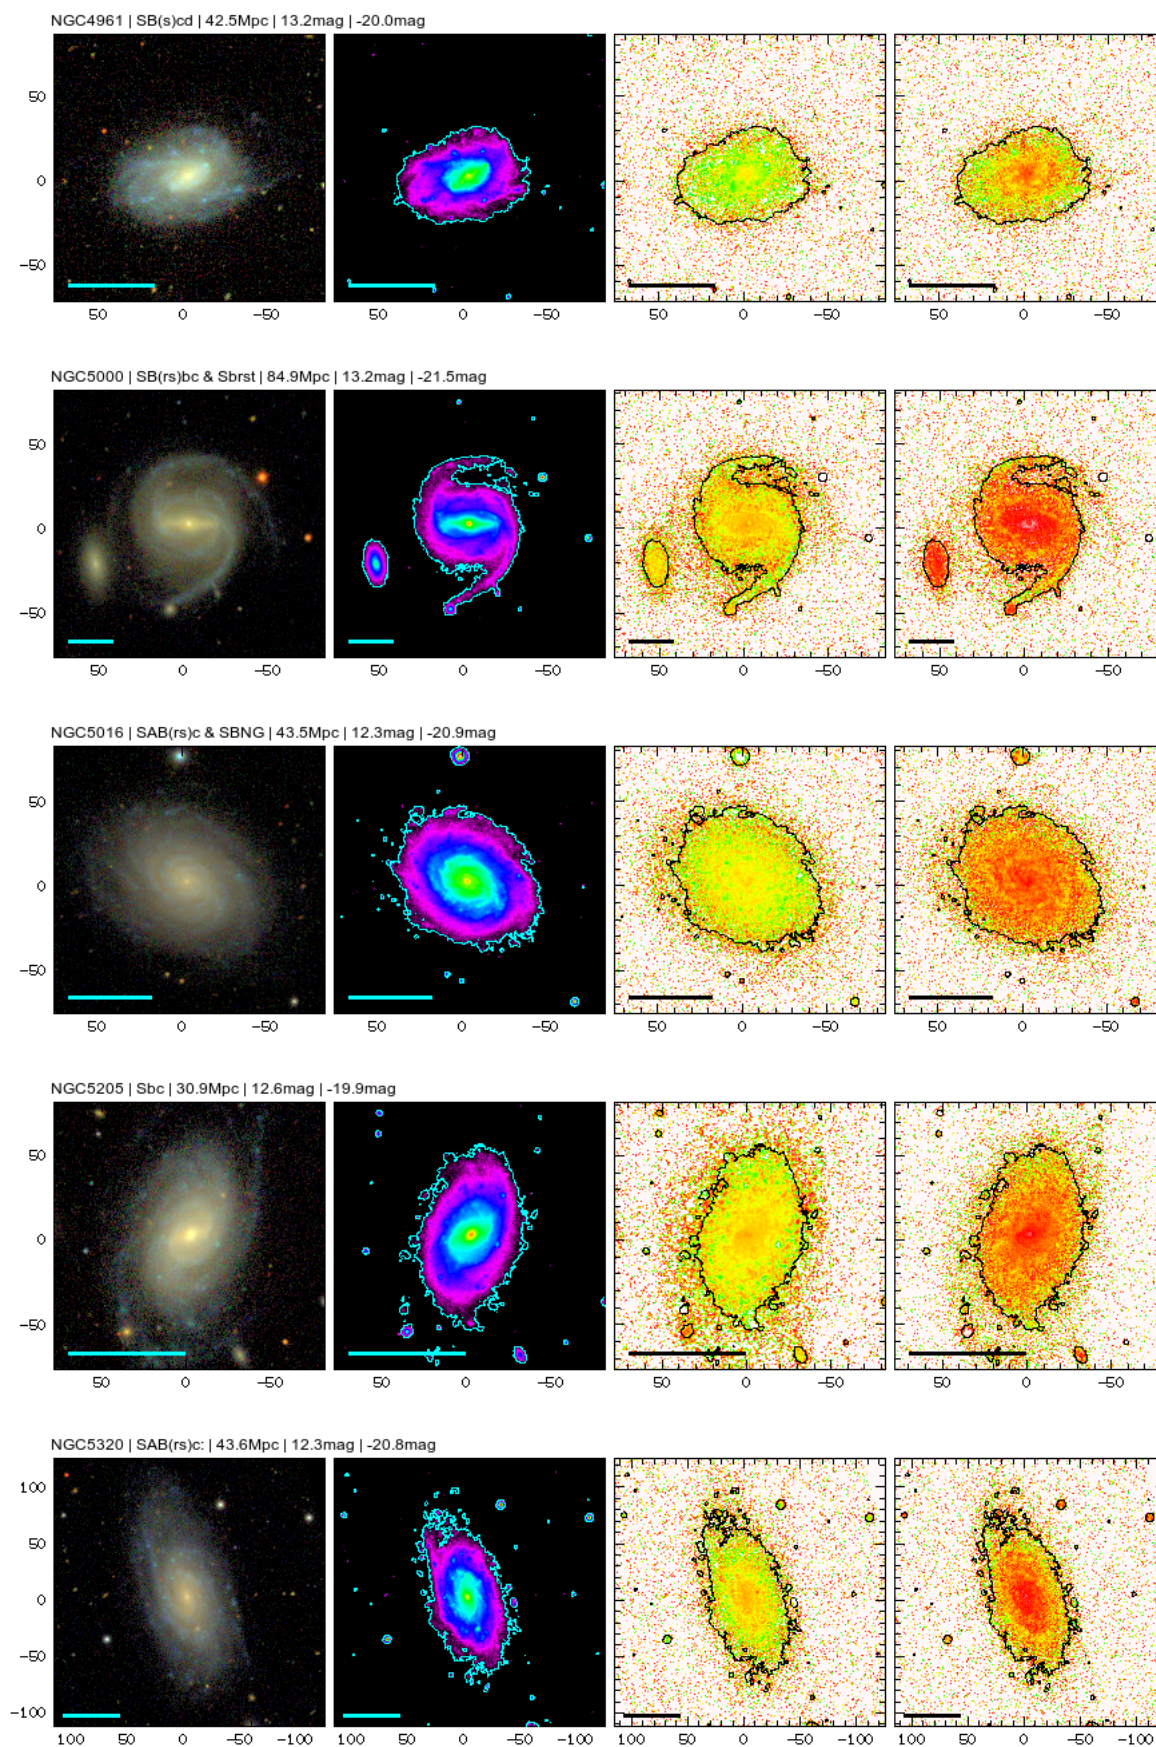 NGC4961 | SB(s)cd | 42.5Mpc | 13.2mag | -20.0mag
50
0
-50
50 0 -50 50 0 -50 50 0 -50 50 0 -50
NGC5000 | SB(rs)bc & Sbrst | 84.9Mpc | 13.2mag | -21.5mag
50
0
-50
50 0 -50 50 0 -50 50 0 -50 50 0 -50
NGC5016 | SAB(rs)c & SBNG | 43.5Mpc | 12.3mag | -20.9mag
50
0
-50
50 0 -50 50 0 -50 50 0 -50 50 0 -50
NGC5205 | Sbc | 30.9Mpc | 12.6mag | -19.9mag
50
0
-50
50 0 -50 50 0 -50 50 0 -50 50 0 -50
NGC5320 | SAB(rs)c: | 43.6Mpc | 12.3mag | -20.8mag
100
50
0
-50
-100
100 50 0 -50 -100 100 50 0 -50 -100 100 50 0 -50 -100 100 50 0 -50 -100